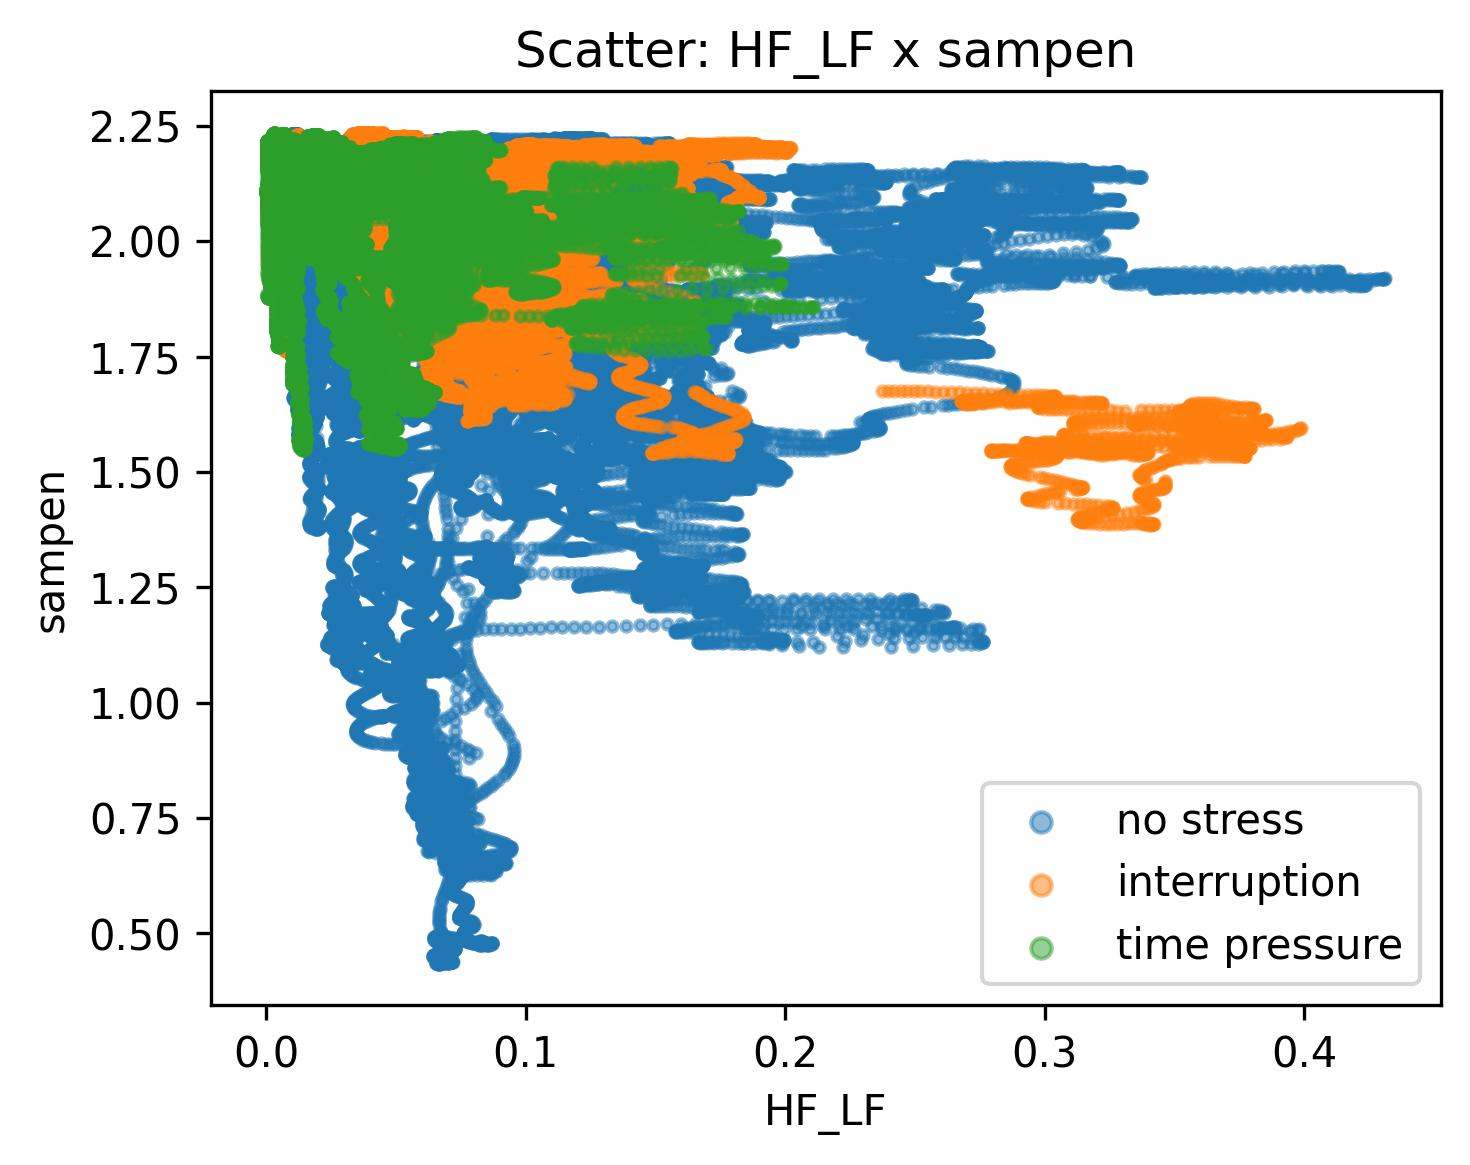 Scatter: HF_LF x sampen
2.25
2.00
1.75
1.50
1.25
1.00
0.75
0.50
sampen
no stress
interruption
time pressure
0.0 0.1 0.2 0.3 0.4
HF_LF